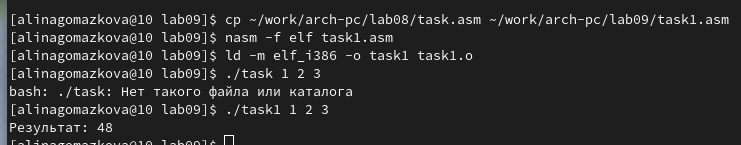 [alinagomazkova@10 lab09]$ cp ~/work/arch-pc/lab08/task.asm ~/work/arch-pc/lab09/task1.asm
[alinagomazkova@10 lab09]$ nasm -f elf task1.asm
[alinagomazkova@10 lab09]$ ld -m elf_i386 -o task1 task1.o
[alinagomazkova@10 lab09]$ ./task 1 2 3
bash: ./task: Нет такого файла или каталога
[alinagomazkova@10 lab09]$ ./task1 1 2 3
Результат: 48
[alinagomazkova@10 lab09]$